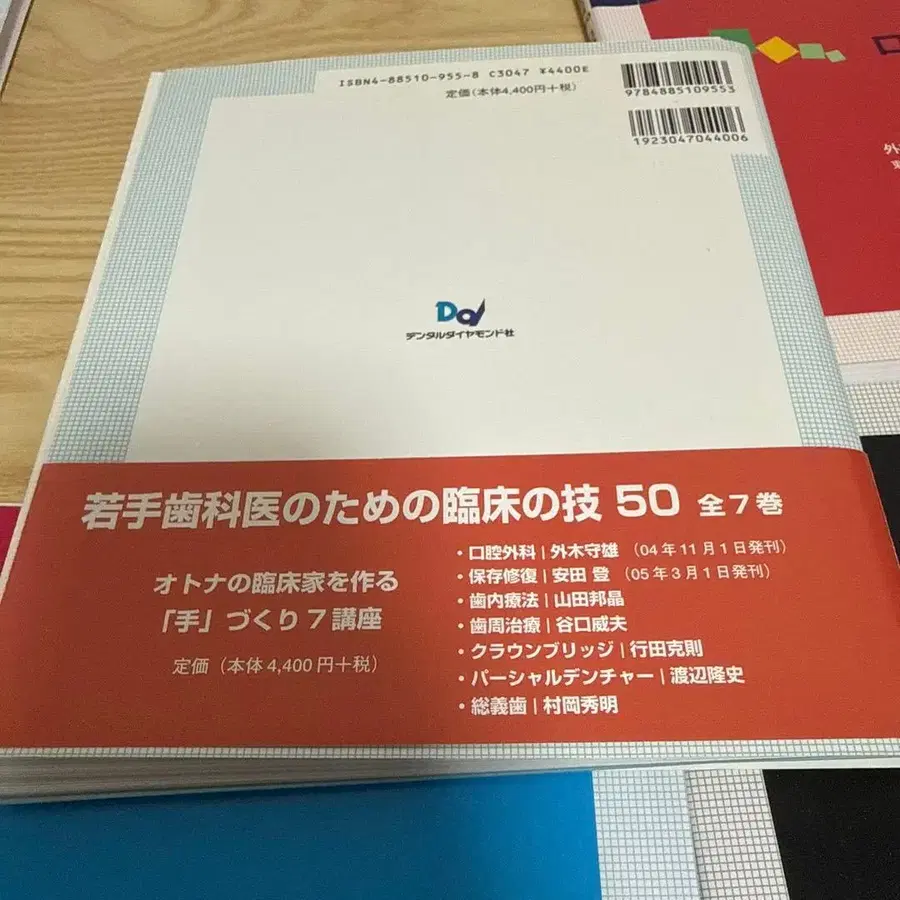 ISBN4-88510-955-8 C3047 ¥4400E
定価(本体4,400円+税)
9784885109553
1923047044006
デンタルダイヤモンド社
若手歯科医のための臨床の技 50 全7巻
オトナの臨床家を作る
「手」づくり7講座
定価(本体4,400円+税)
・口腔外科|外木守雄(04年11月1日発刊)
・保存修復|安田 登(05年3月1日発刊)
・歯内療法|山田邦晶
・歯周治療|谷口威夫
・クラウンブリッジ|行田克則
・パーシャルデンチャー|渡辺隆史
・総義歯|村岡秀明
外